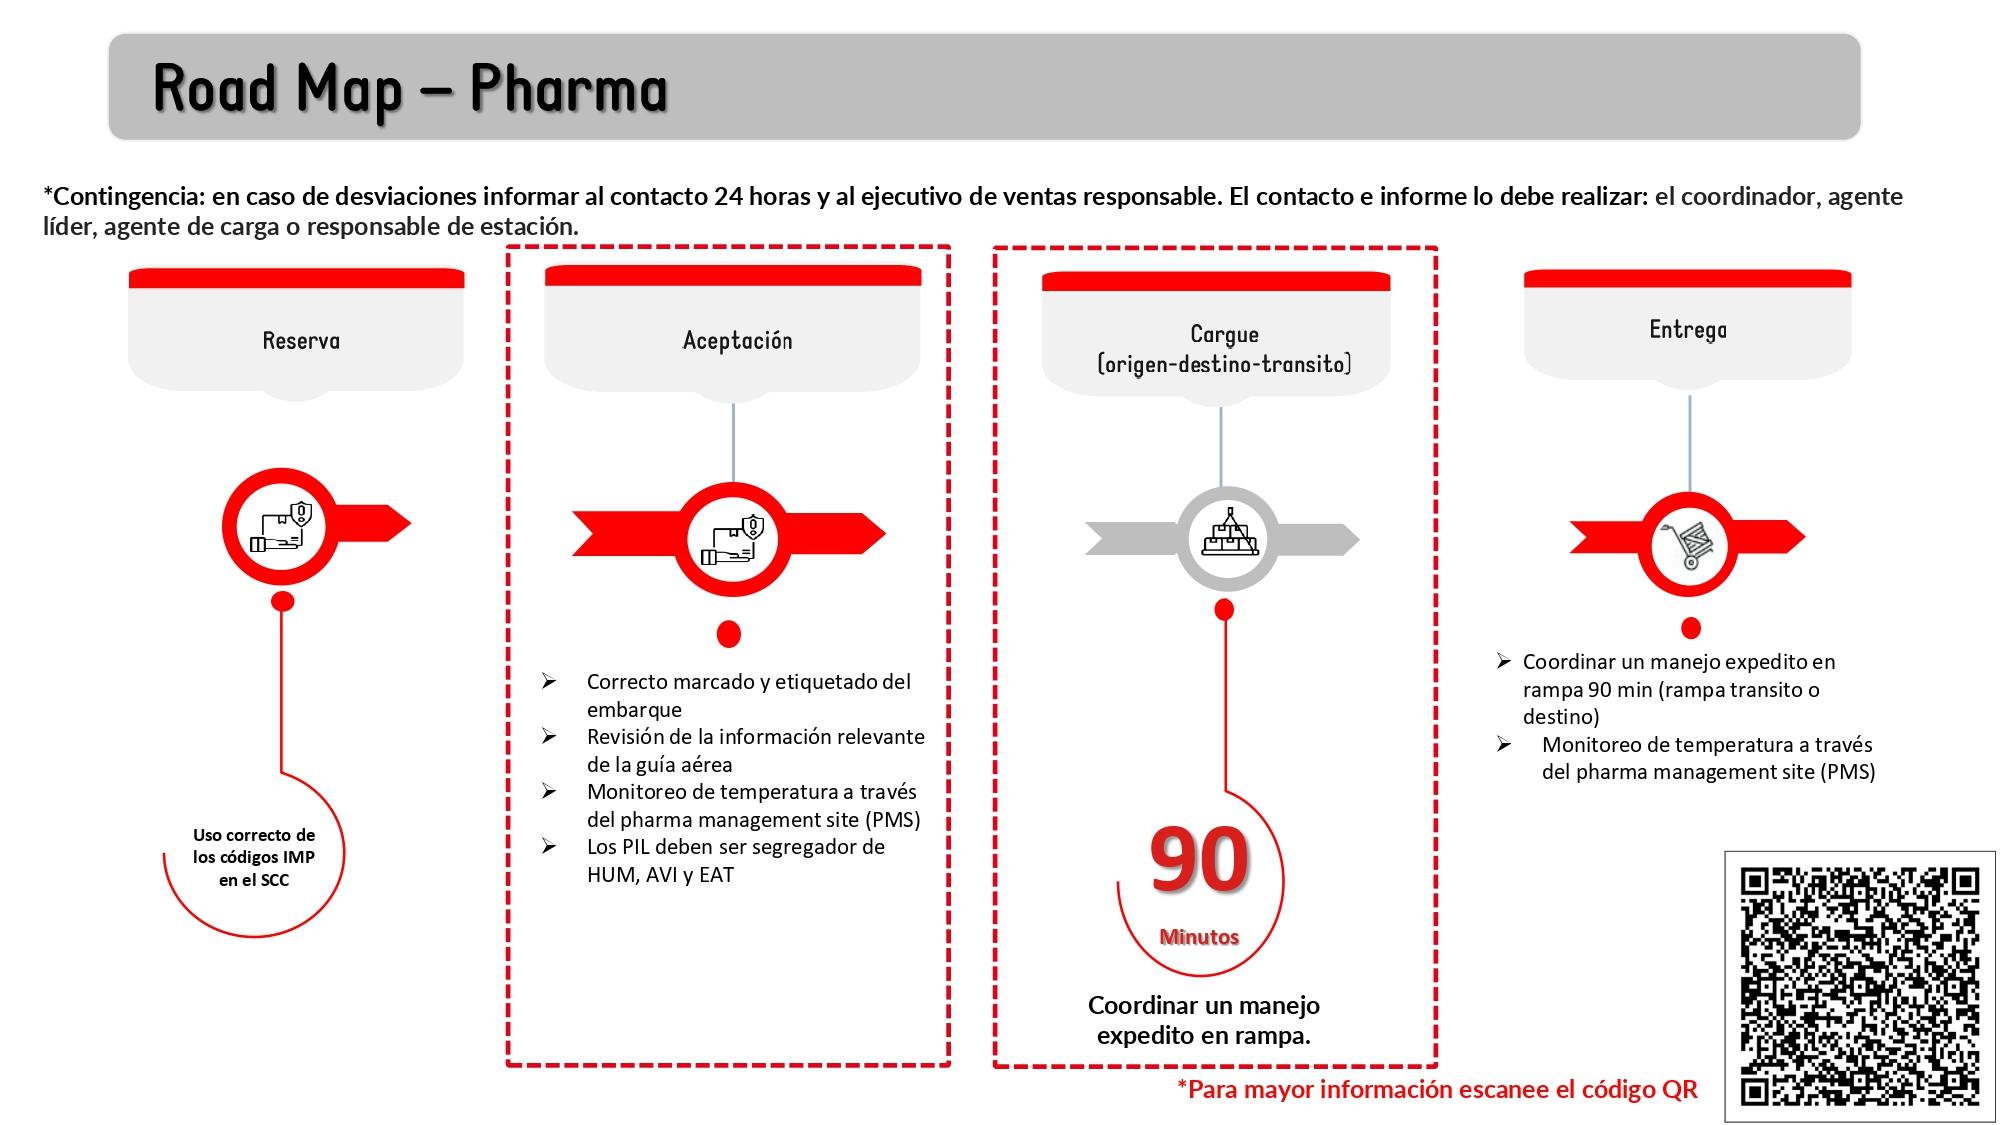 Road Map – Pharma
*Contingencia: en caso de desviaciones informar al contacto 24 horas y al ejecutivo de ventas responsable. El contacto e informe lo debe realizar: el coordinador, agente
líder, agente de carga o responsable de estación.
Reserva
Uso correcto de
los códigos IMP
en el SCC
Aceptación
Correcto marcado y etiquetado del
embarque
Revisión de la información relevante
de la guía aérea
Monitoreo de temperatura a través
del pharma management site (PMS)
Los PIL deben ser segregador de
HUM, AVI y EAT
Cargue
(origen-destino-transito)
90
Minutos
Coordinar un manejo
expedito en rampa.
Entrega
Coordinar un manejo expedito en
rampa 90 min (rampa transito o
destino)
Monitoreo de temperatura a través
del pharma management site (PMS)
*Para mayor información escanee el código QR